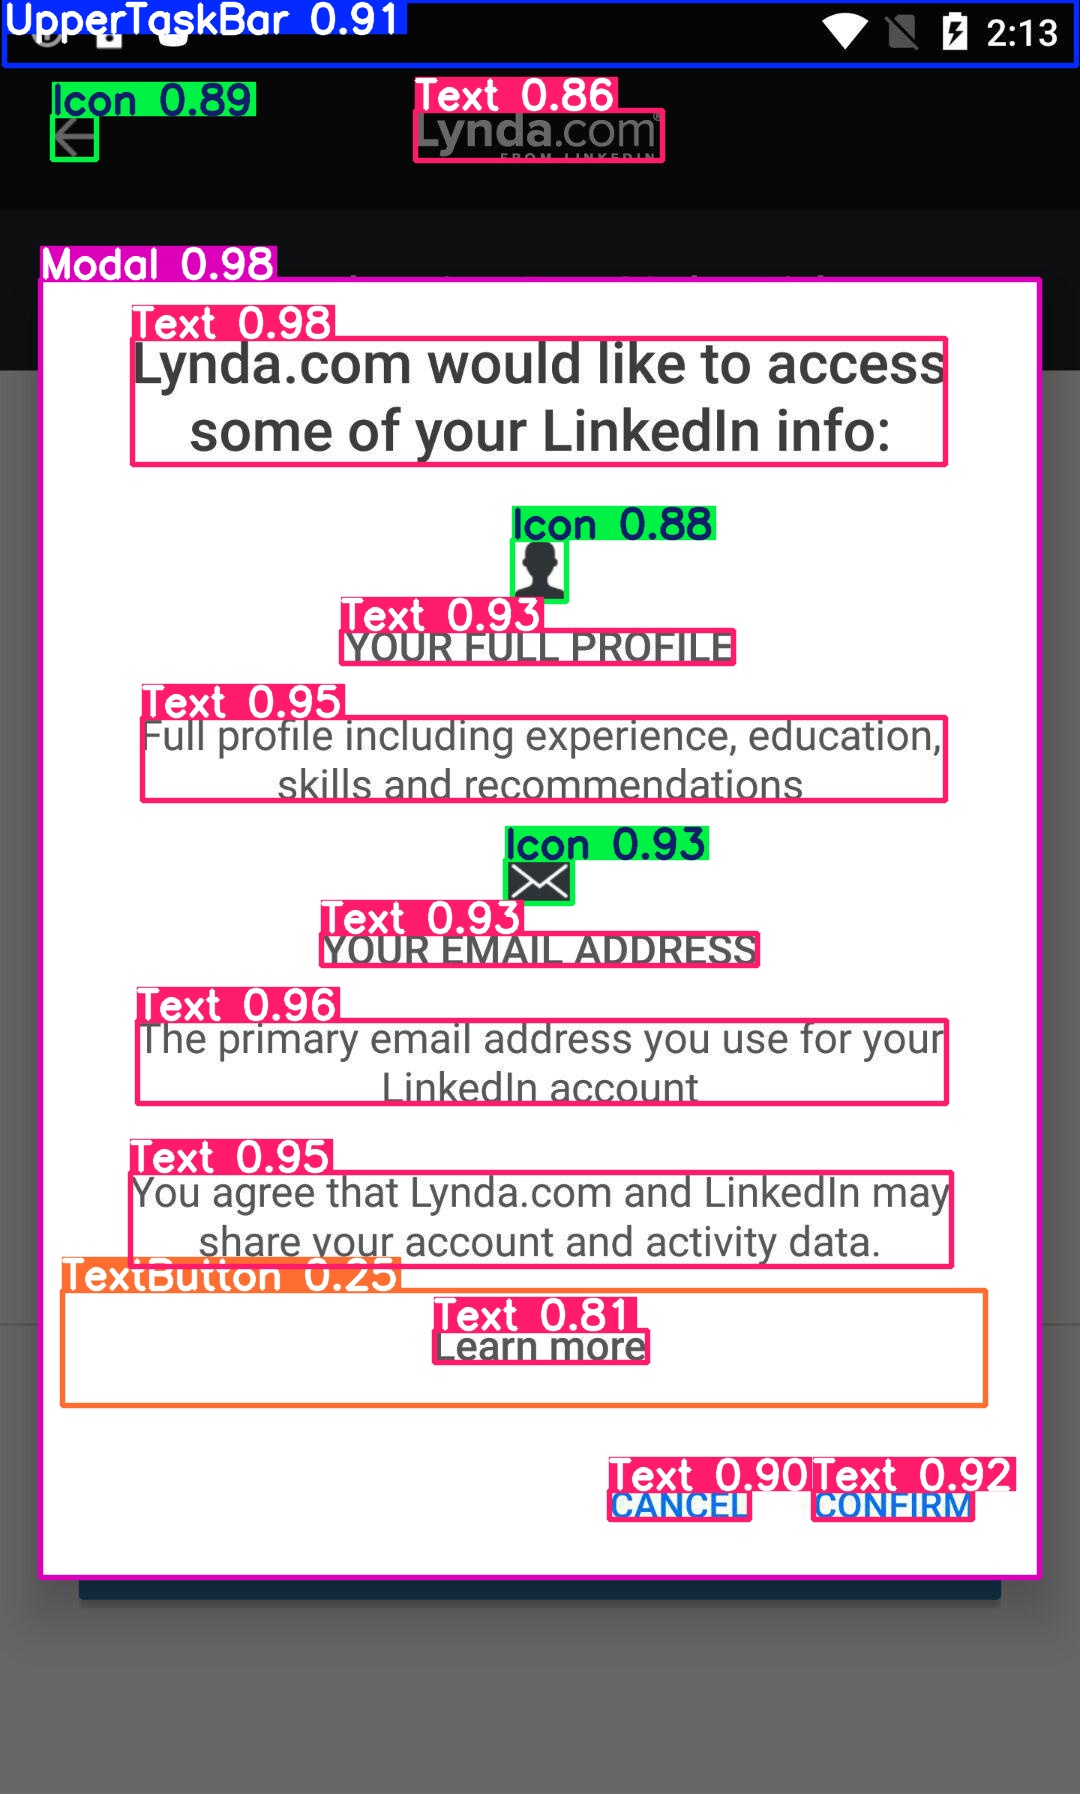 UpperTaskBar 0.91
2:13
Icon 0.89
Text 0.86
Lynda.com®
FROM LINKEDIN
Modal 0.98
Text 0.98
Lynda.com would like to access
some of your LinkedIn info:
Icon 0.88
Text 0.93
YOUR FULL PROFILE
Text 0.95
Full profile including experience, education,
skills and recommendations
Icon 0.93
Text 0.93
YOUR EMAIL ADDRESS
Text 0.96
The primary email address you use for your
LinkedIn account
Text 0.95
You agree that Lynda.com and LinkedIn may
share your account and activity data.
TextButton 0.25
Text 0.81
Learn more
Text 0.90 Text 0.92
CANCEL CONFIRM